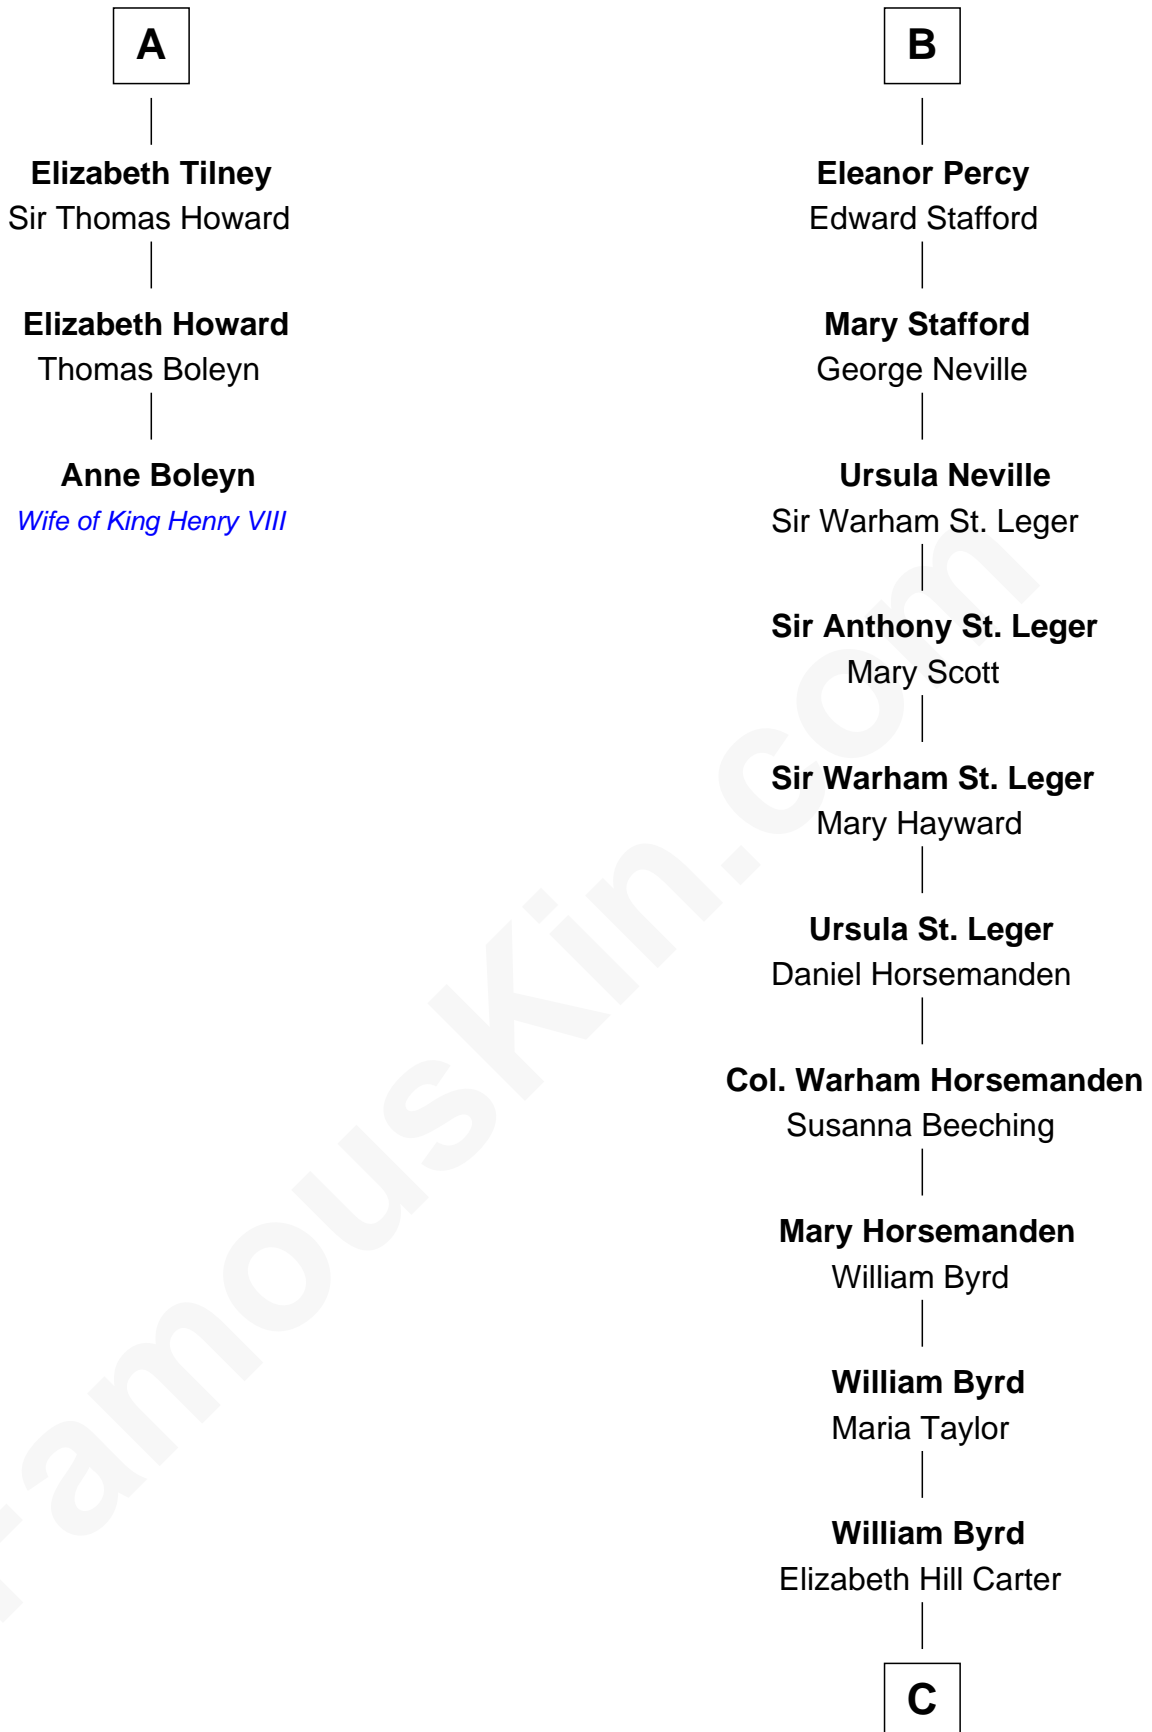 A
Elizabeth Tilney
Sir Thomas Howard
Elizabeth Howard
Thomas Boleyn
Anne Boleyn
Wife of King Henry VIII
B
Eleanor Percy
Edward Stafford
Mary Stafford
George Neville
Ursula Neville
Sir Warham St. Leger
Sir Anthony St. Leger
Mary Scott
Sir Warham St. Leger
Mary Hayward
Ursula St. Leger
Daniel Horsemanden
Col. Warham Horsemanden
Susanna Beeching
Mary Horsemanden
William Byrd
William Byrd
Maria Taylor
William Byrd
Elizabeth Hill Carter
C
FamousKin.com